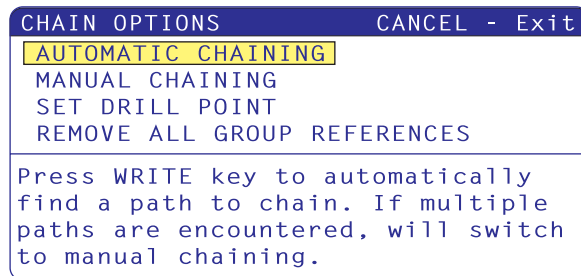 CHAIN OPTIONS CANCEL - Exit
AUTOMATIC CHAINING
MANUAL CHAINING
SET DRILL POINT
REMOVE ALL GROUP REFERENCES
Press WRITE key to automatically
find a path to chain. If multiple
paths are encountered, will switch
to manual chaining.